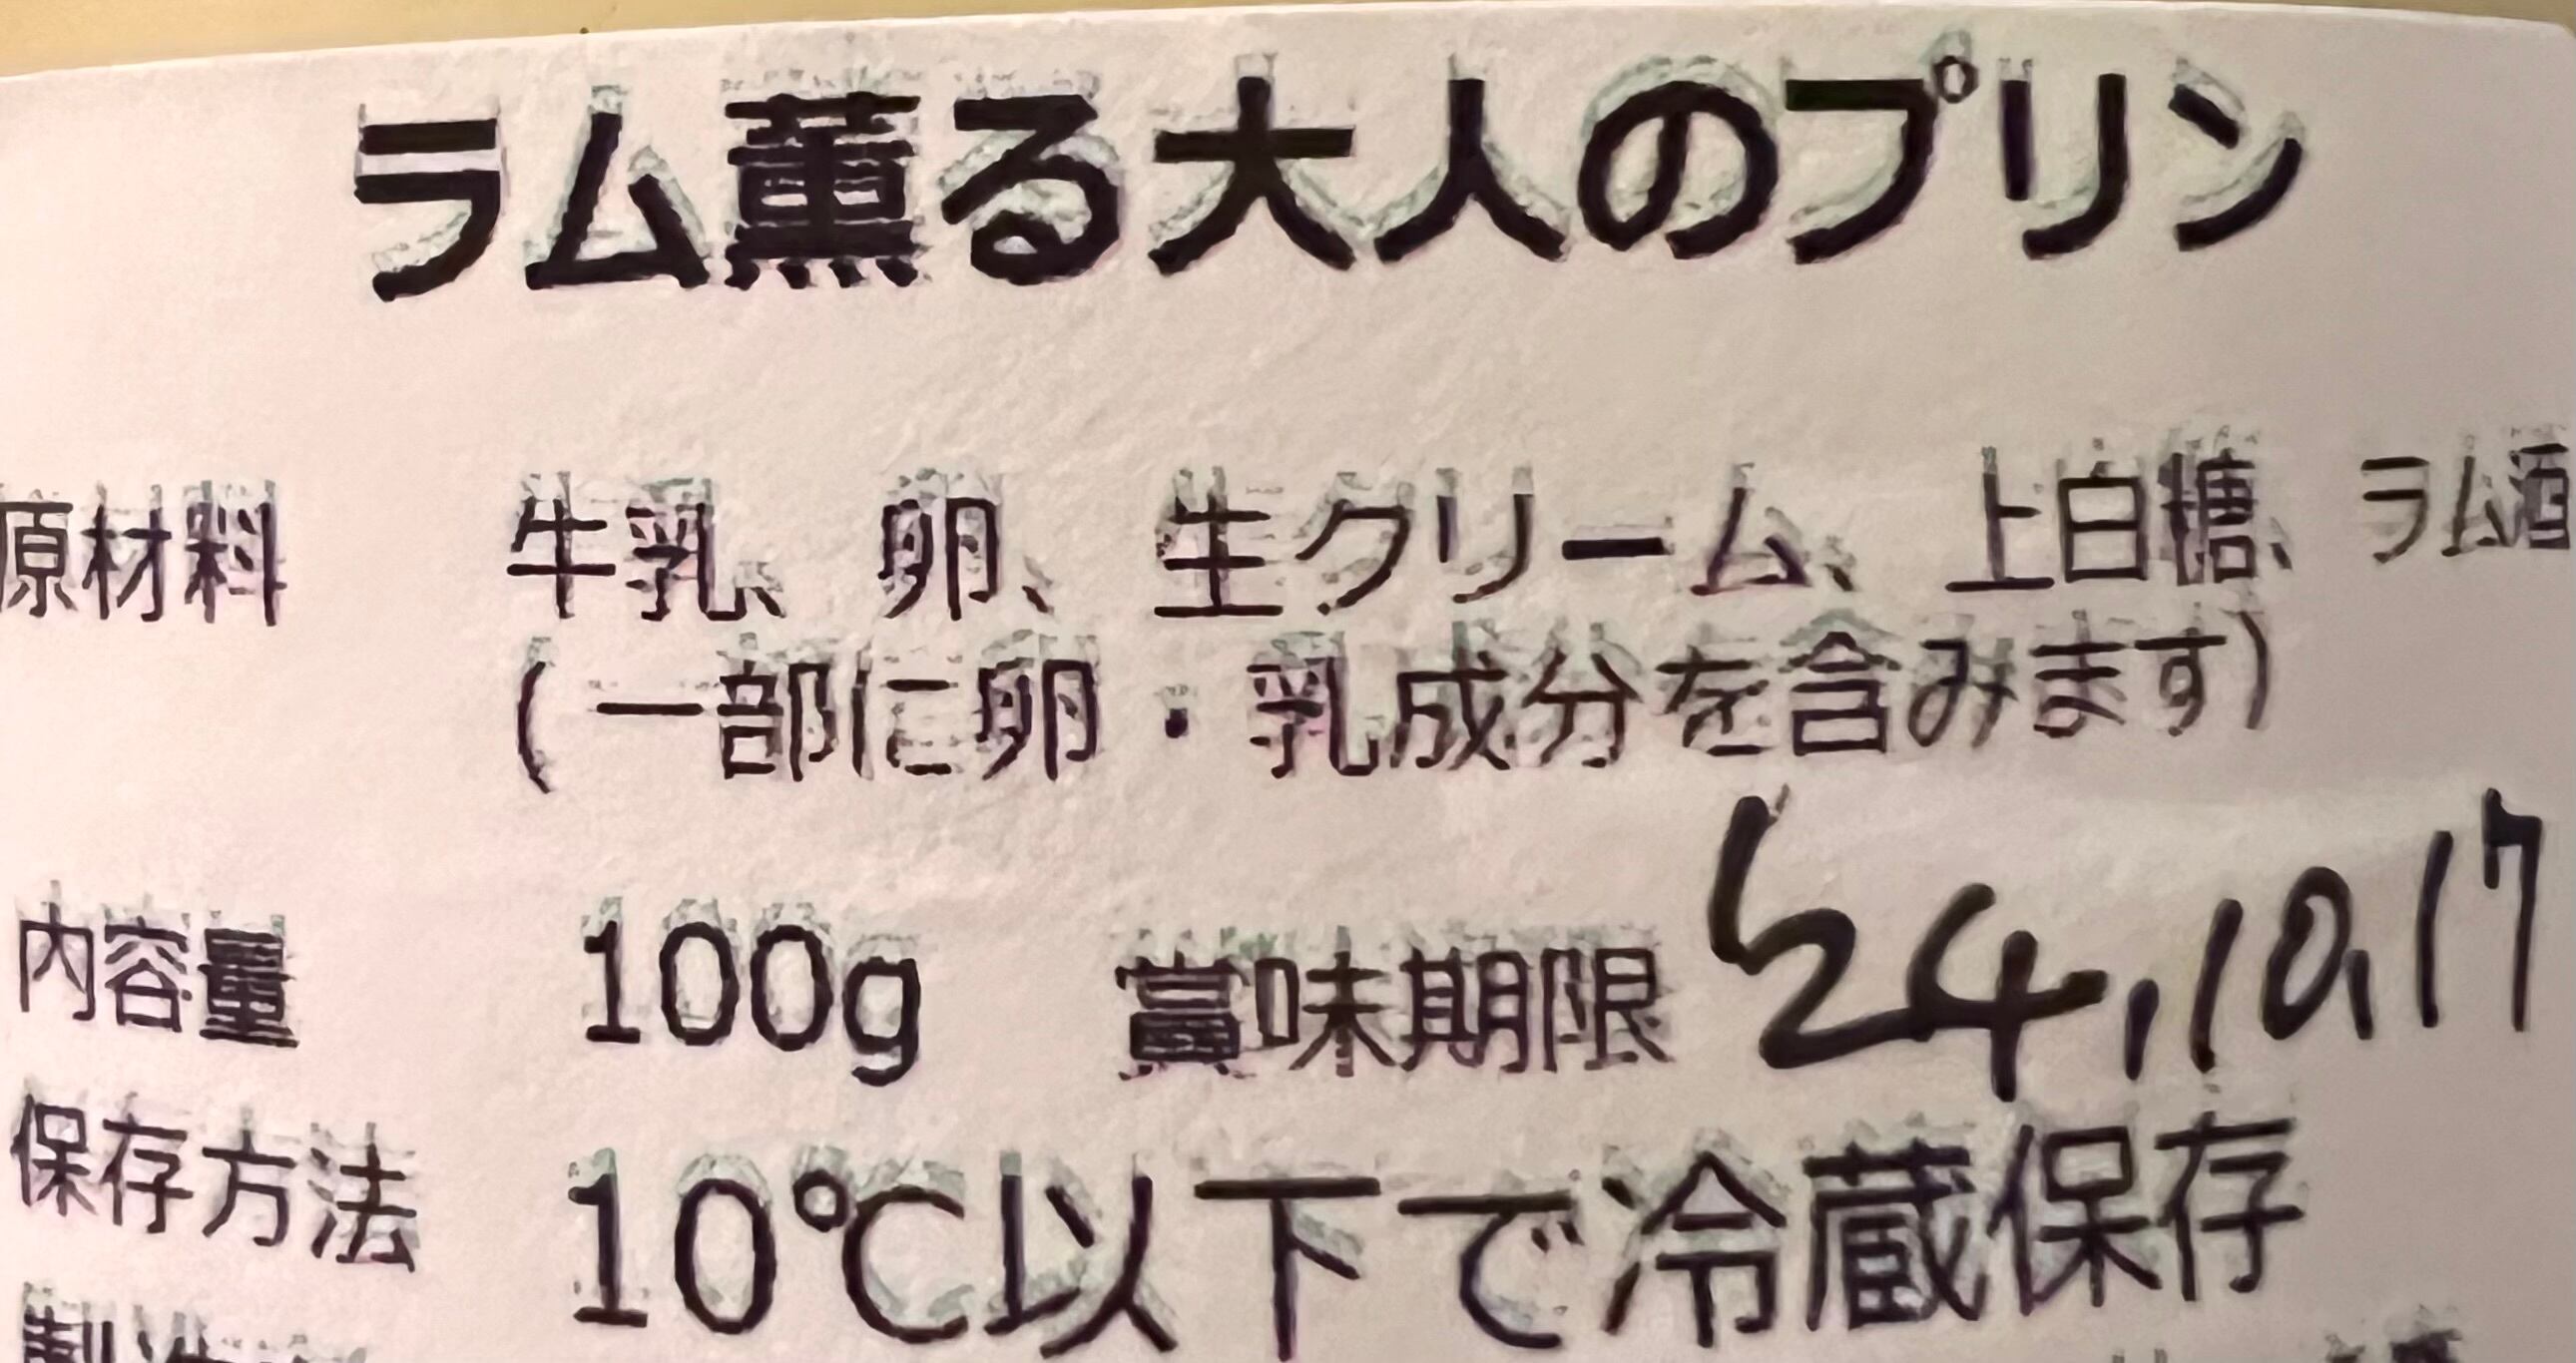 ラム薫る大人のプリン
原材料 牛乳、卵、生クリーム、上白糖、ラム酒
(一部に卵・乳成分を含みます)
内容量 100g 賞味期限 24,10,17
保存方法 10℃以下で冷蔵保存